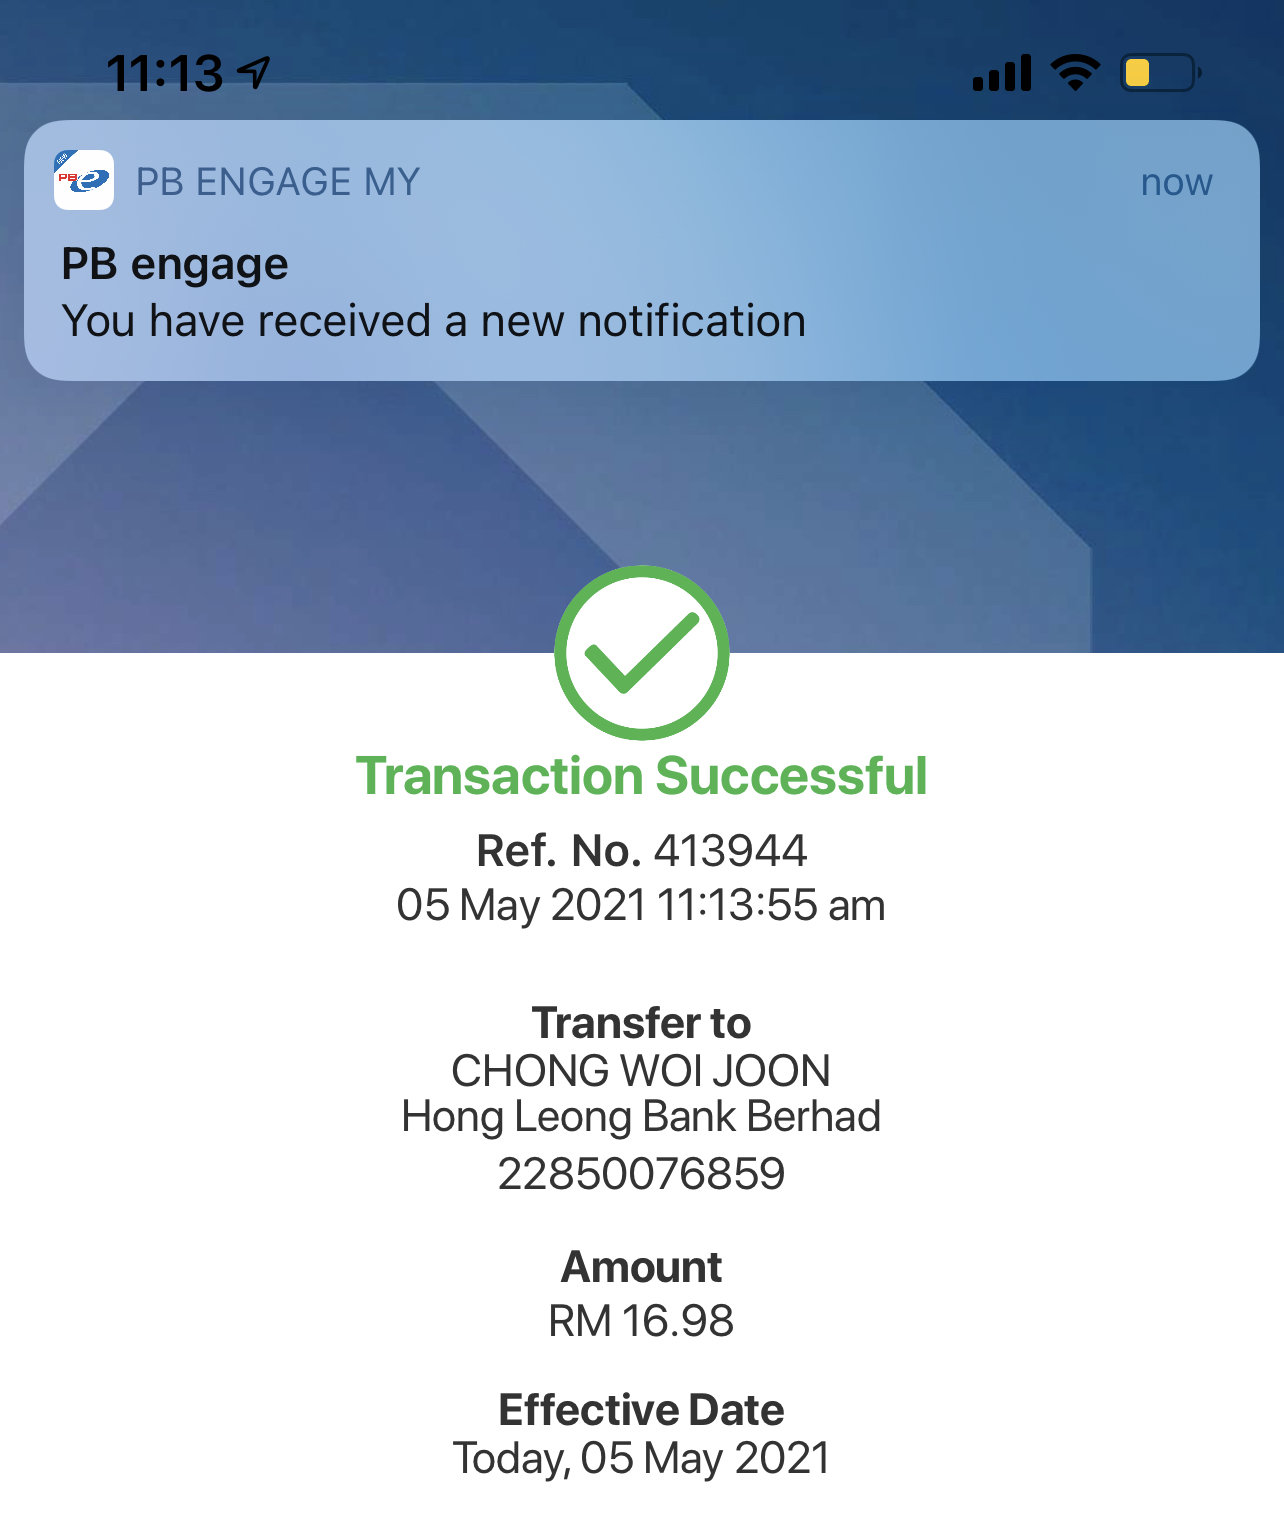 11:13
PB ENGAGE MY
now
PB engage
You have received a new notification
Transaction Successful
Ref. No. 413944
05 May 2021 11:13:55 am
Transfer to
CHONG WOI JOON
Hong Leong Bank Berhad
22850076859
Amount
RM 16.98
Effective Date
Today, 05 May 2021